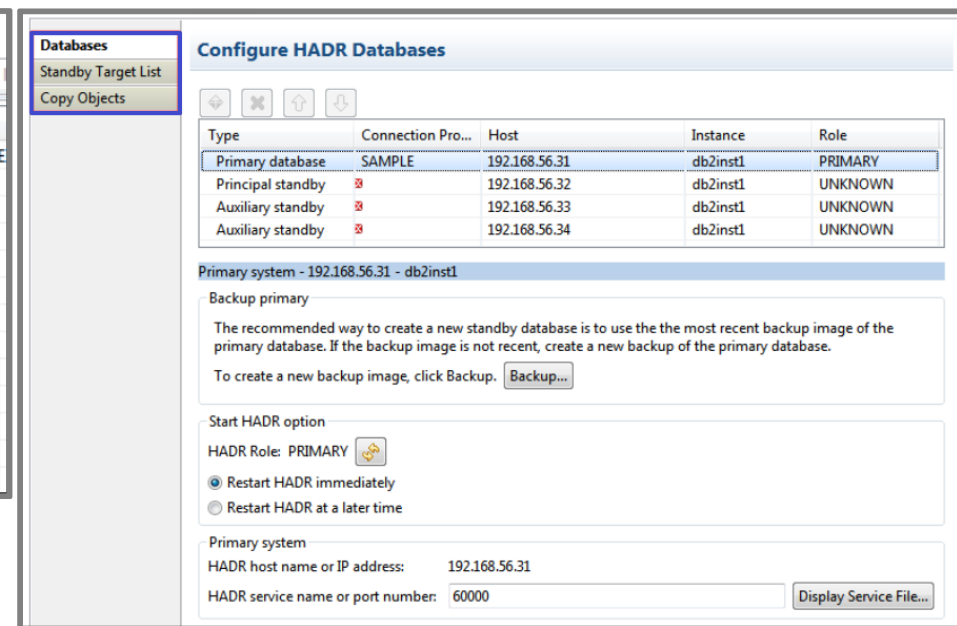 Databases
Standby Target List
Copy Objects
Configure HADR Databases
Type Connection Pro... Host Instance Role
Primary database SAMPLE 192.168.56.31 db2inst1 PRIMARY
Principal standby 192.168.56.32 db2inst1 UNKNOWN
Auxiliary standby 192.168.56.33 db2inst1 UNKNOWN
Auxiliary standby 192.168.56.34 db2inst1 UNKNOWN
Primary system - 192.168.56.31 - db2inst1
Backup primary
The recommended way to create a new standby database is to use the the most recent backup image of the
primary database. If the backup image is not recent, create a new backup of the primary database.
To create a new backup image, click Backup. Backup...
Start HADR option
HADR Role: PRIMARY
Restart HADR immediately
Restart HADR at a later time
Primary system
HADR host name or IP address: 192.168.56.31
HADR service name or port number: 60000 Display Service File...